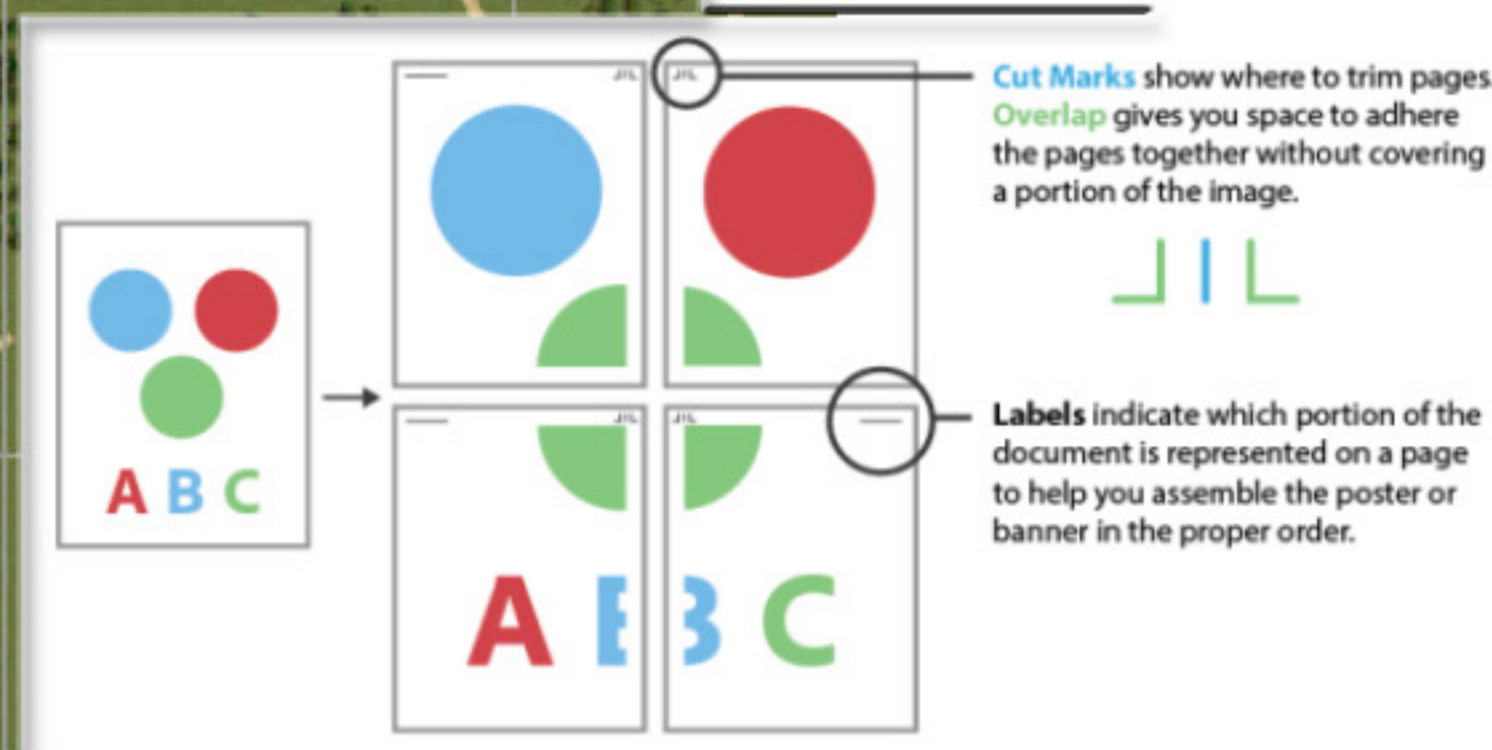 Cut Marks show where to trim pages.
Overlap gives you space to adhere
the pages together without covering
a portion of the image.
Labels indicate which portion of the
document is represented on a page
to help you assemble the poster or
banner in the proper order.
A B C
A B
B C